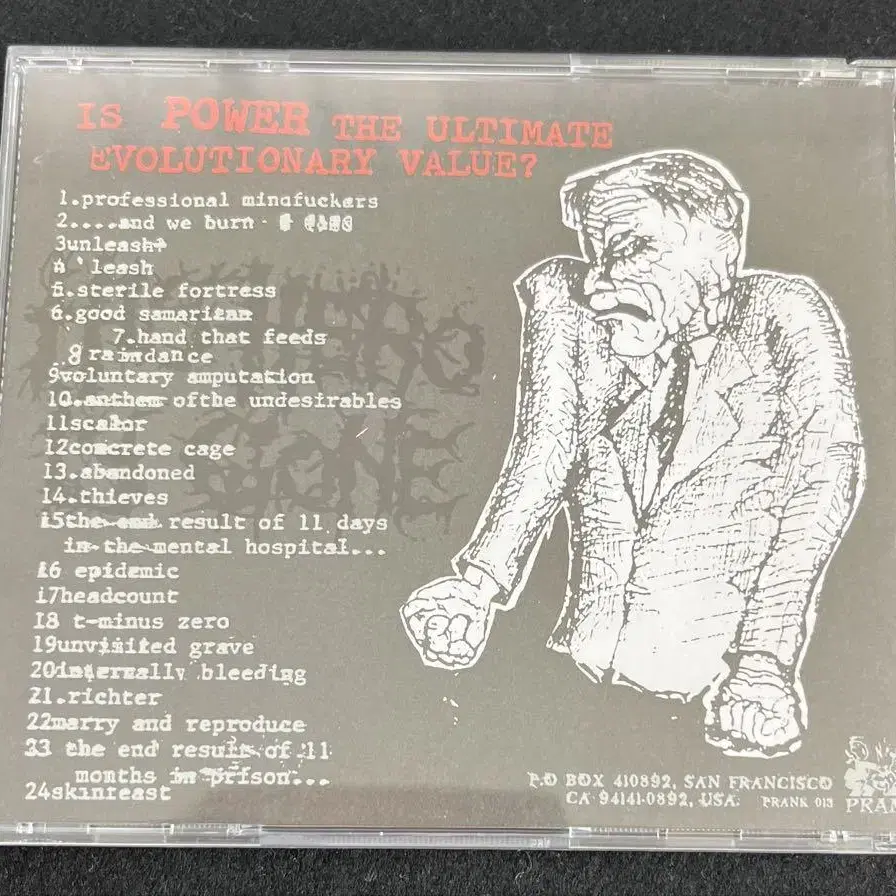 IS POWER THE ULTIMATE
EVOLUTIONARY VALUE?
1.professional mindfuckers
2....and we burn
3unleash
leash
5.sterile fortress
6.good samaritan
7.hand that feeds
8 raindance
9voluntary amputation
10.anthem ofthe undesirables
11scalor
12concrete cage
13.abandoned
14.thieves
15the end result of 11 days
in the mental hospital...
16 epidemic
17headcount
18 t-minus zero
19unvisited grave
20internally bleeding
21.richter
22marry and reproduce
23 the end result of 11
months in prison...
24skinfeast
P.O BOX 410892, SAN FRANCISCO
CA 94141-0892, USA. PRANK 013